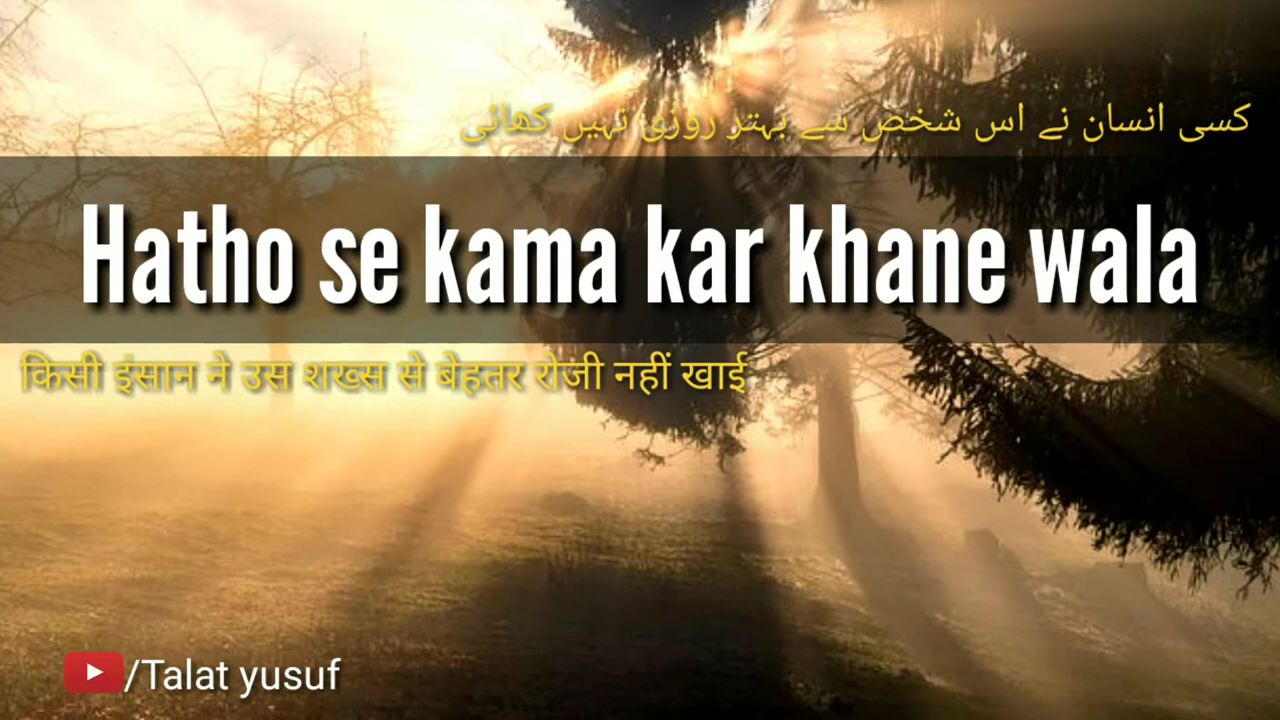 کسی انسان نے اس شخص سے بہتر روزی نہیں کھائی
Hatho se kama kar khane wala
किसी इंसान ने उस शख्स से बेहतर रोजी नहीं खाई
/Talat yusuf